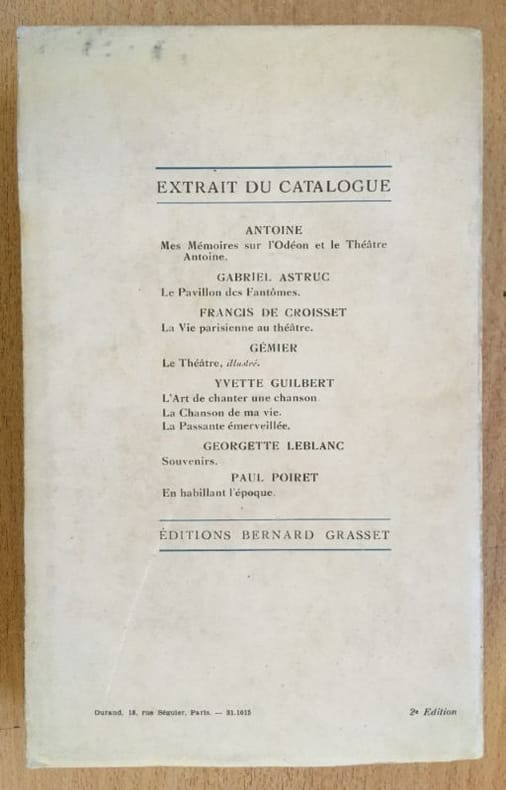 EXTRAIT DU CATALOGUE
ANTOINE
Mes Mémoires sur l'Odéon et le Théâtre
Antoine.
GABRIEL ASTRUC
Le Pavillon des Fantômes.
FRANCIS DE CROISSET
La Vie parisienne au théâtre.
GÉMIER
Le Théâtre, illustré.
YVETTE GUILBERT
L'Art de chanter une chanson.
La Chanson de ma vie.
La Passante émerveillée.
GEORGETTE LEBLANC
Souvenirs.
PAUL POIRET
En habillant l'époque.
ÉDITIONS BERNARD GRASSET
Durand, 18, rue Séguier, Paris. — 31.1015
2e Edition